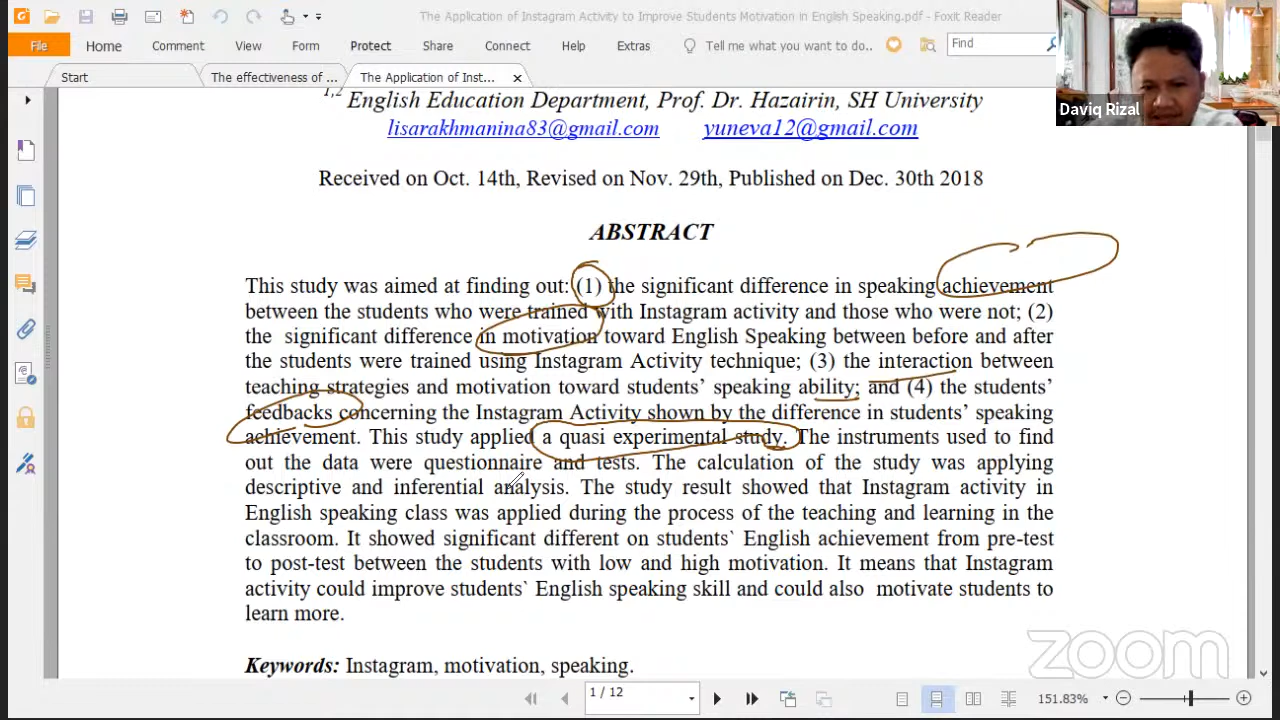 The Application of Instagram Activity to Improve Students Motivation in English Speaking.pdf - Foxit Reader
File Home Comment View Form Protect Share Connect Help Extras Tell me what you want to do.. Find
Start The effectiveness of ... The Application of Inst... ×
Daviq Rizal
1,2 English Education Department, Prof. Dr. Hazairin, SH University
lisarakhmanina83@gmail.com yuneva12@gmail.com
Received on Oct. 14th, Revised on Nov. 29th, Published on Dec. 30th 2018
ABSTRACT
This study was aimed at finding out: (1) the significant difference in speaking achievement
between the students who were trained with Instagram activity and those who were not; (2)
the significant difference in motivation toward English Speaking between before and after
the students were trained using Instagram Activity technique; (3) the interaction between
teaching strategies and motivation toward students’ speaking ability; and (4) the students’
feedbacks concerning the Instagram Activity shown by the difference in students’ speaking
achievement. This study applied a quasi experimental study. The instruments used to find
out the data were questionnaire and tests. The calculation of the study was applying
descriptive and inferential analysis. The study result showed that Instagram activity in
English speaking class was applied during the process of the teaching and learning in the
classroom. It showed significant different on students` English achievement from pre-test
to post-test between the students with low and high motivation. It means that Instagram
activity could improve students` English speaking skill and could also motivate students to
learn more.
Keywords: Instagram, motivation, speaking.
zoom
1 / 12 151.83%